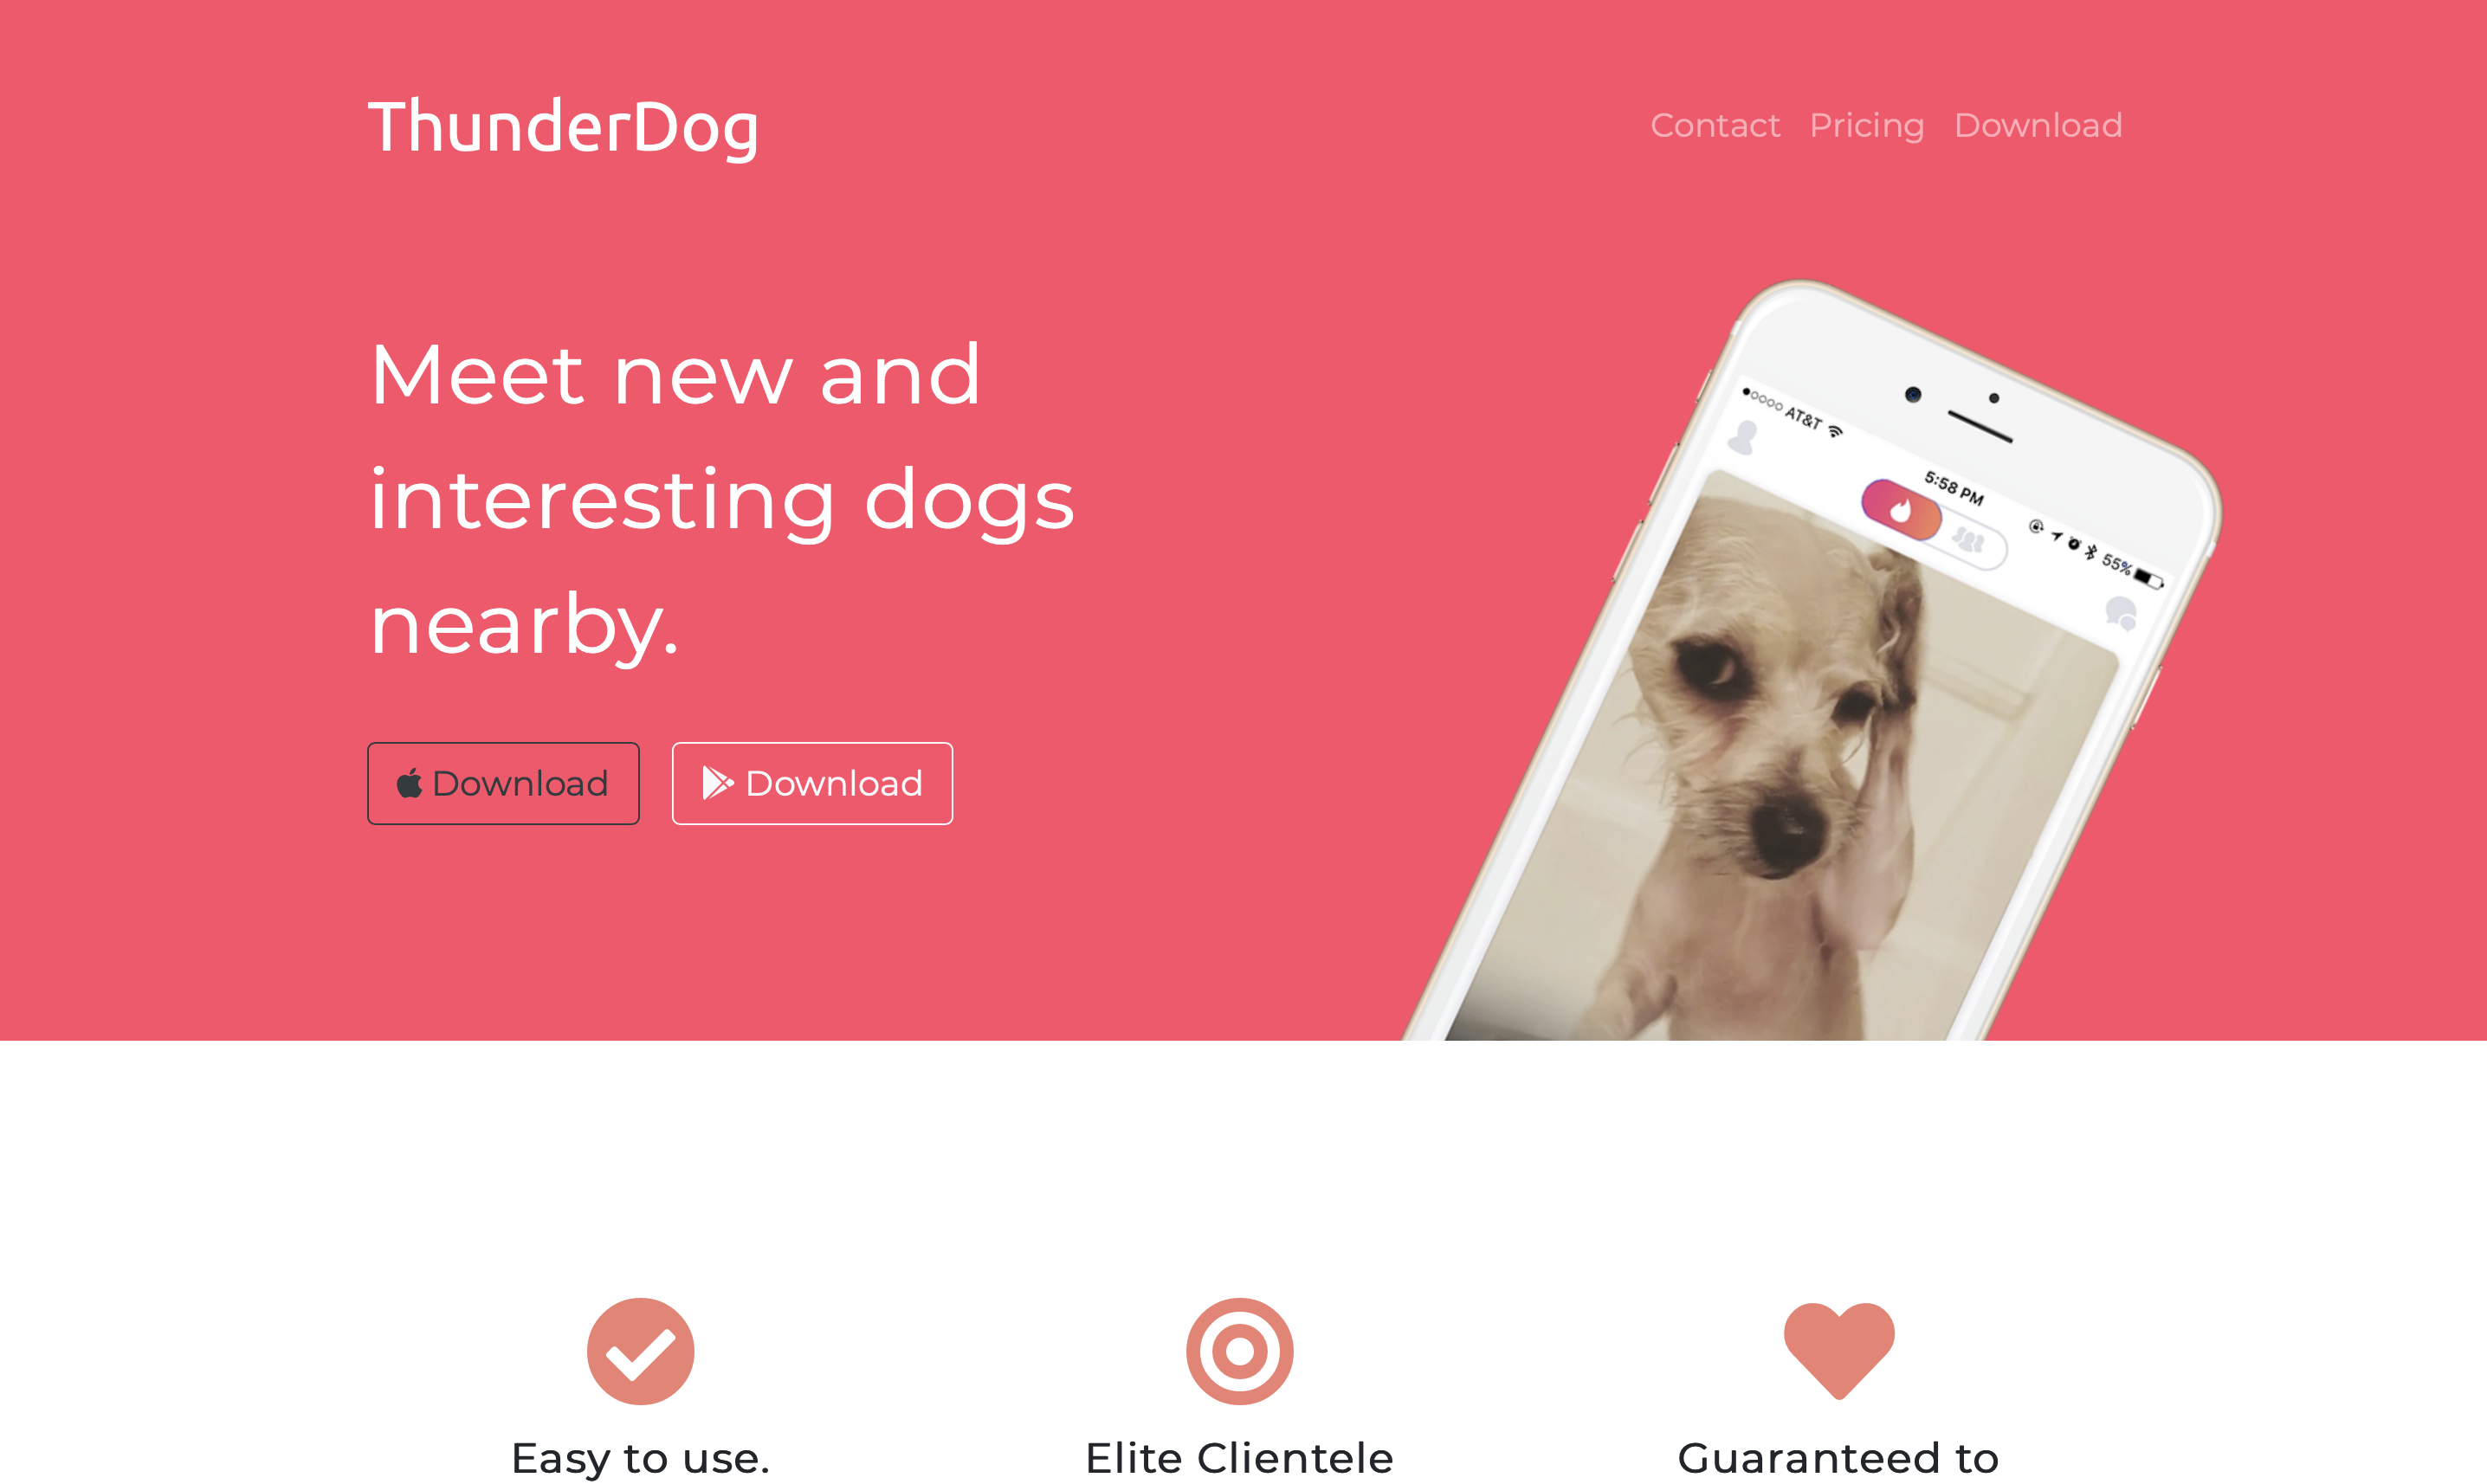 ThunderDog
Contact Pricing Download
Meet new and
interesting dogs
nearby.
Download
Download
AT&T
5:58 PM
55%
Easy to use.
Elite Clientele
Guaranteed to